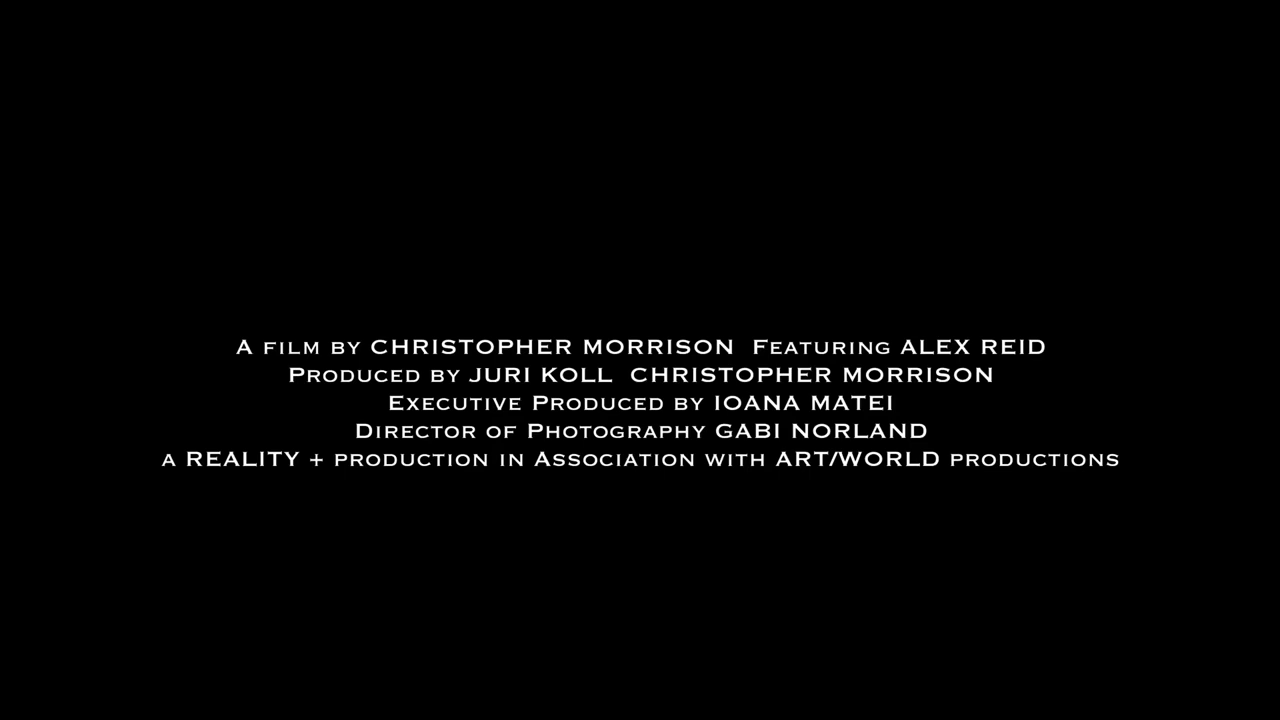 A FILM BY CHRISTOPHER MORRISON FEATURING ALEX REID
PRODUCED BY JURI KOLL CHRISTOPHER MORRISON
EXECUTIVE PRODUCED BY IOANA MATEI
DIRECTOR OF PHOTOGRAPHY GABI NORLAND
A REALITY + PRODUCTION IN ASSOCIATION WITH ART/WORLD PRODUCTIONS